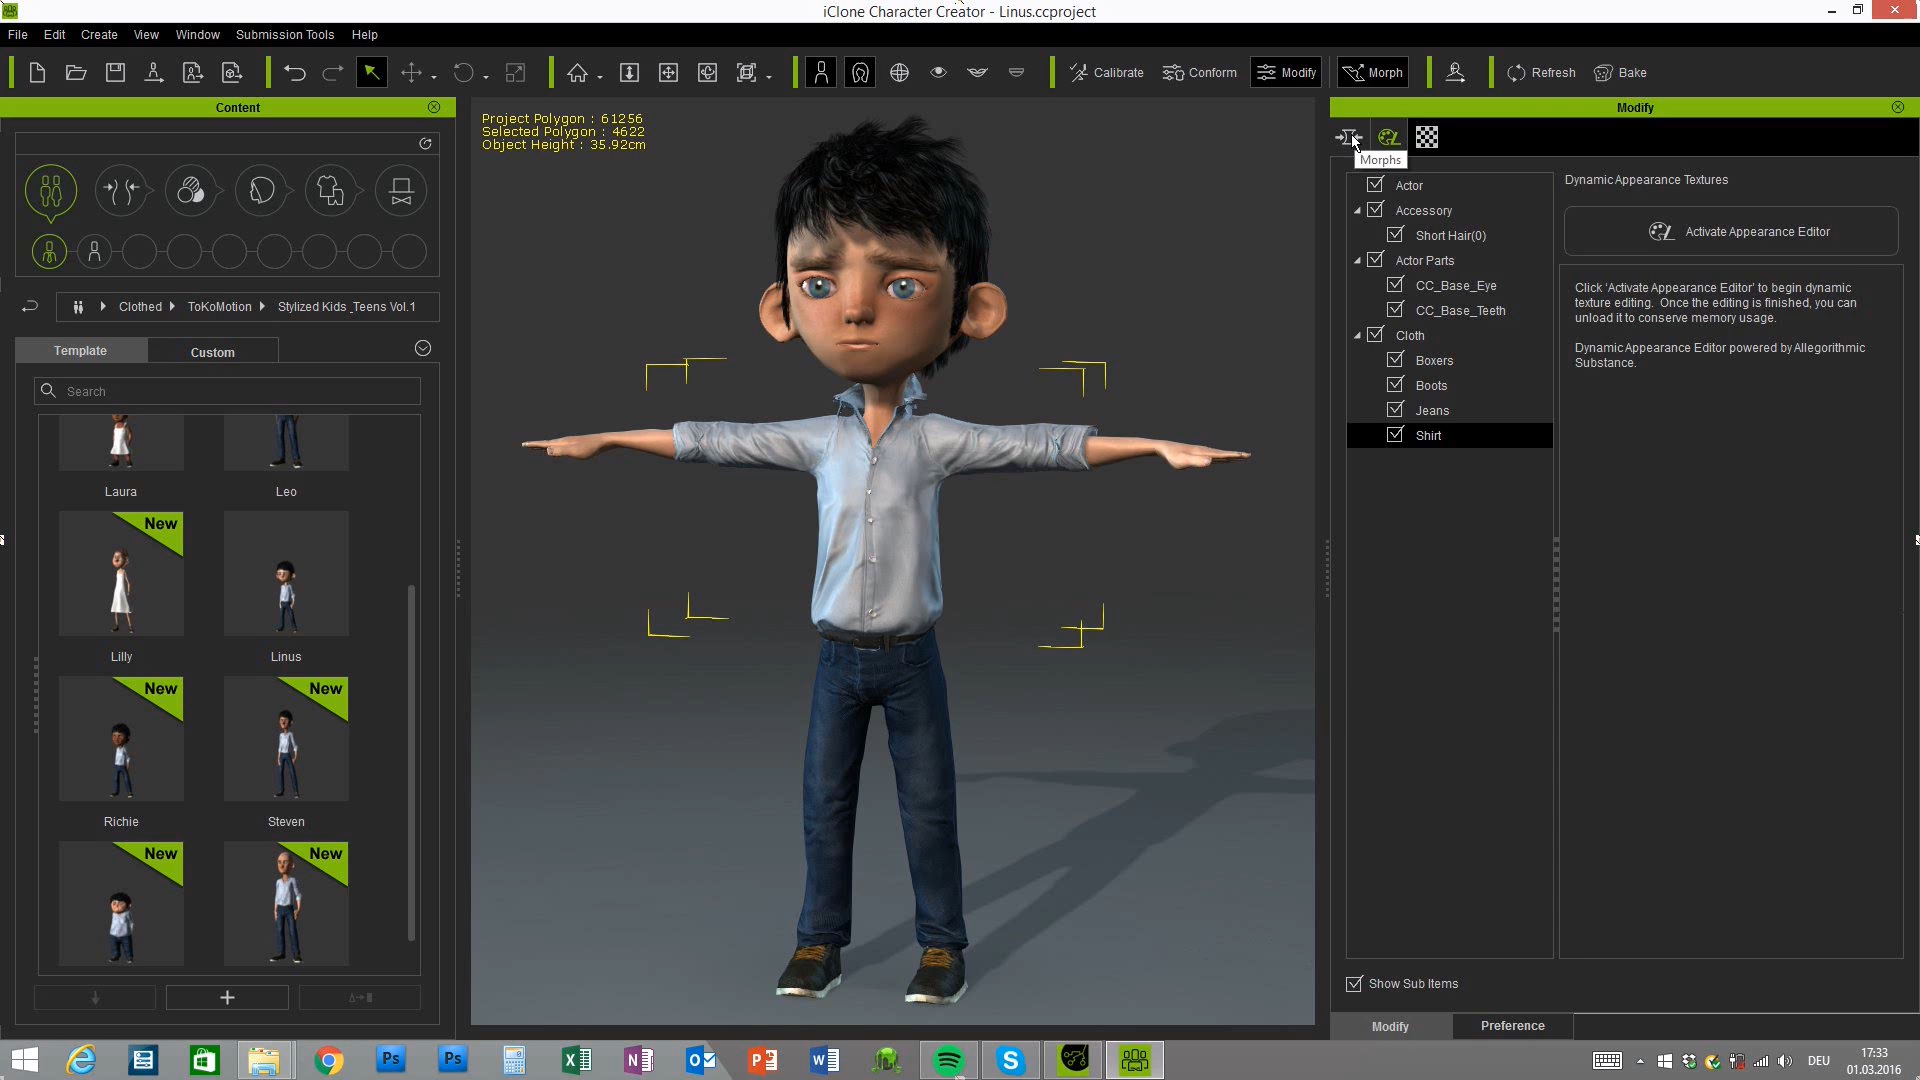 iClone Character Creator - Linus.ccproject
File Edit Create View Window Submission Tools Help
Calibrate Conform Modify Morph Refresh Bake
Content
Clothed ToKoMotion Stylized Kids_Teens Vol.1
Template Custom
Search
Laura Leo
New
Lilly Linus
New New
Richie Steven
New New
Project Polygon : 61256
Selected Polygon : 4622
Object Height : 35.92cm
Modify
Morphs
Actor
Accessory
Short Hair(0)
Actor Parts
CC_Base_Eye
CC_Base_Teeth
Cloth
Boxers
Boots
Jeans
Shirt
Show Sub Items
Dynamic Appearance Textures
Activate Appearance Editor
Click 'Activate Appearance Editor' to begin dynamic
texture editing. Once the editing is finished, you can
unload it to conserve memory usage.
Dynamic Appearance Editor powered by Allegorithmic
Substance.
Modify Preference
Ps Ps
DEU
17:33
01.03.2016